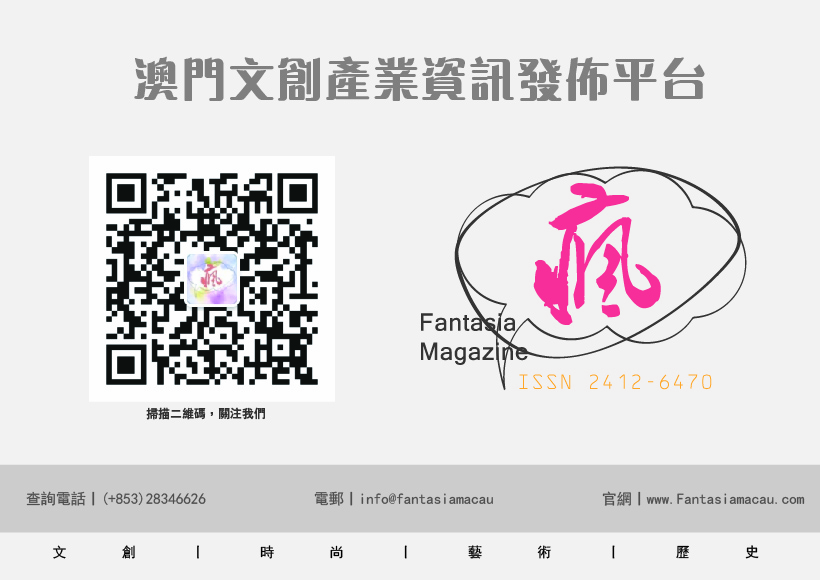 澳門文創產業資訊發佈平台
瘋
瘋
Fantasia
Magazine
ISSN 2412-6470
掃描二維碼，關注我們
查詢電話 | (+853)28346626
電郵 | info@fantasiamacau
官網 | www.Fantasiamacau.com
文 創 | 時 尚 | 藝 術 | 歷 史